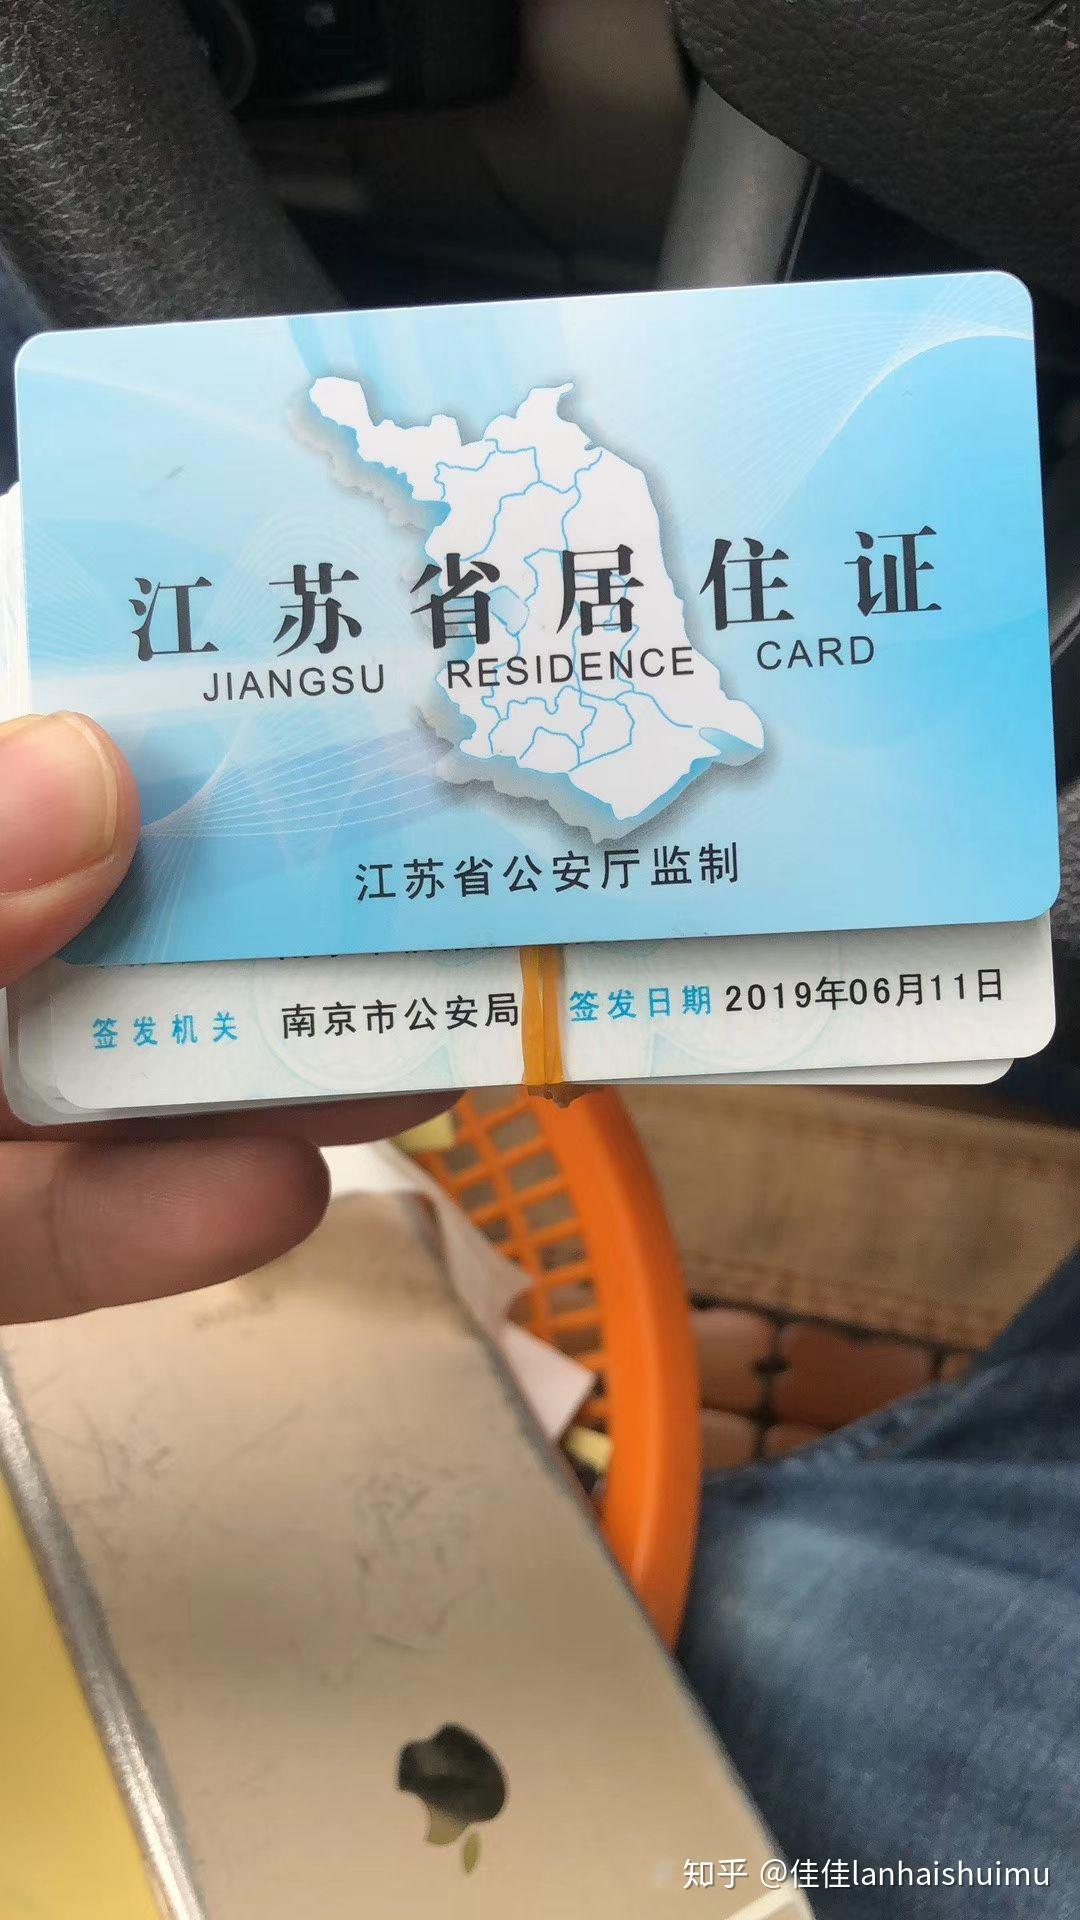 江苏省居住证
JIANGSU RESIDENCE CARD
江苏省公安厅监制
签发机关 南京市公安局 签发日期 2019年06月11日
知乎 @佳佳lanhaishuimu